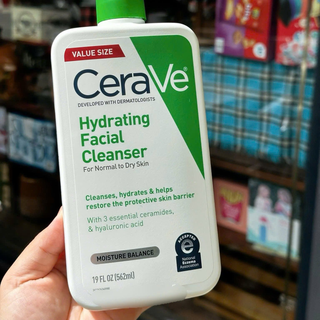 VALUE SIZE
CeraVe
DEVELOPED WITH DERMATOLOGISTS
Hydrating
Facial
Cleanser
For Normal to Dry Skin
Cleanses, hydrates & helps
restore the protective skin barrier
With 3 essential ceramides,
& hyaluronic acid
MOISTURE BALANCE
19 FL OZ (562ml)
ACCEPTED
e
National
Eczema
Association